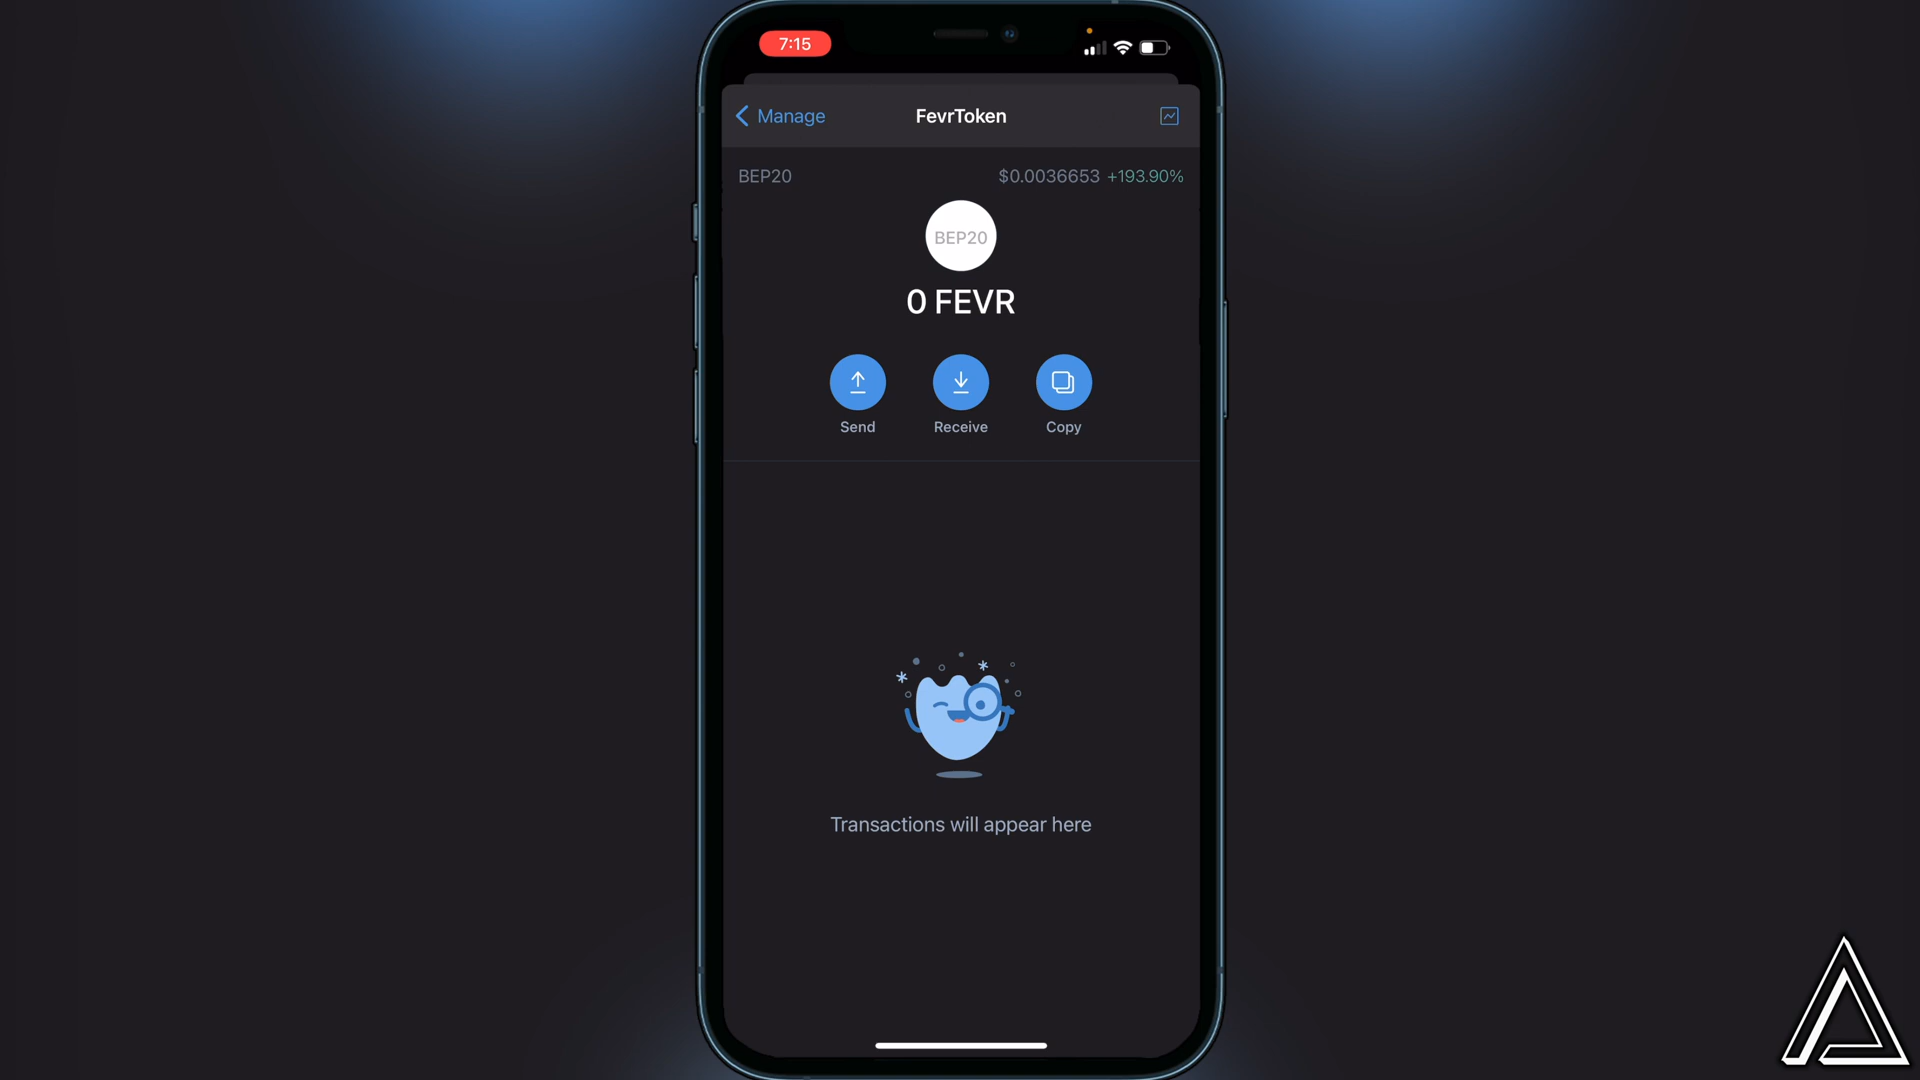 7:15
Manage
FevrToken
BEP20
$0.0036653 +193.90%
BEP20
0 FEVR
Send
Receive
Copy
Transactions will appear here